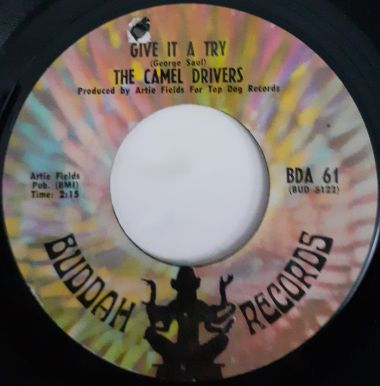 GIVE IT A TRY
(George Saul)
THE CAMEL DRIVERS
Produced by Artie Fields For Top Dog Records
Artie Fields
Pub. (BMI)
Time: 2:15
BDA 61
(BUD 5122)
BUDDAH RECORDS